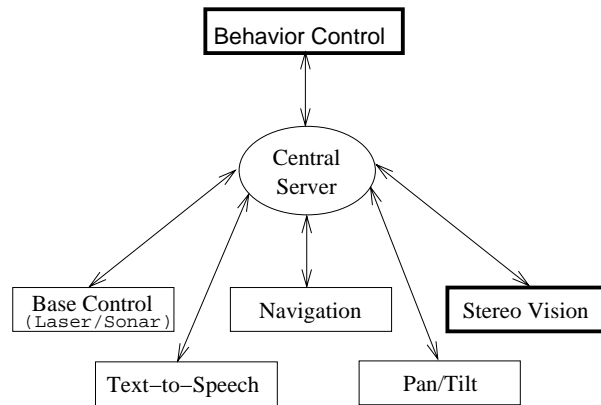 Behavior Control
Central
Server
Base Control
(Laser/Sonar)
Navigation
Stereo Vision
Text−to−Speech
Pan/Tilt